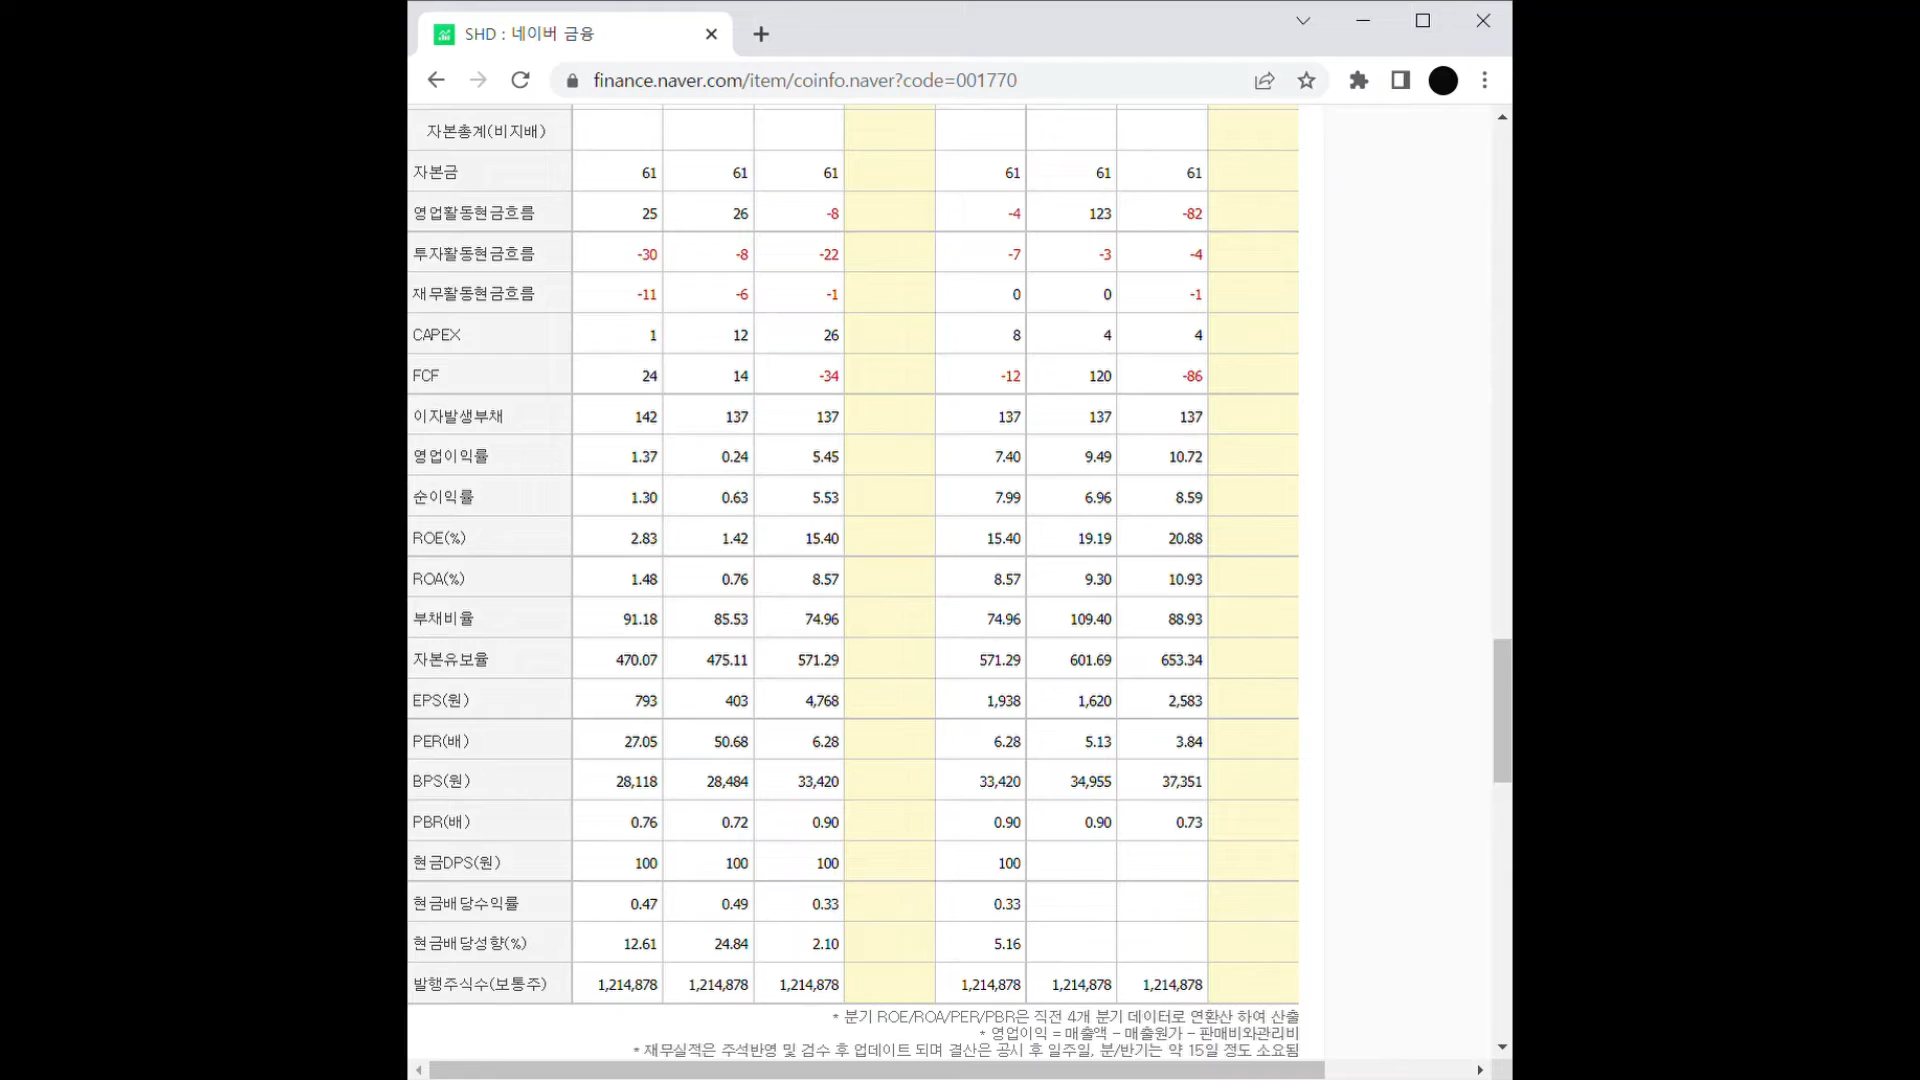 SHD : 네이버 금융
finance.naver.com/item/coinfo.naver?code=001770
자본총계(비지배)
자본금 61 61 61 61 61 61
영업활동현금흐름 25 26 -8 -4 123 -82
투자활동현금흐름 -30 -8 -22 -7 -3 -4
재무활동현금흐름 -11 -6 -1 0 0 -1
CAPEX 1 12 26 8 4 4
FCF 24 14 -34 -12 120 -86
이자발생부채 142 137 137 137 137 137
영업이익률 1.37 0.24 5.45 7.40 9.49 10.72
순이익률 1.30 0.63 5.53 7.99 6.96 8.59
ROE(%) 2.83 1.42 15.40 15.40 19.19 20.88
ROA(%) 1.48 0.76 8.57 8.57 9.30 10.93
부채비율 91.18 85.53 74.96 74.96 109.40 88.93
자본유보율 470.07 475.11 571.29 571.29 601.69 653.34
EPS(원) 793 403 4,768 1,938 1,620 2,583
PER(배) 27.05 50.68 6.28 6.28 5.13 3.84
BPS(원) 28,118 28,484 33,420 33,420 34,955 37,351
PBR(배) 0.76 0.72 0.90 0.90 0.90 0.73
현금DPS(원) 100 100 100 100
현금배당수익률 0.47 0.49 0.33 0.33
현금배당성향(%) 12.61 24.84 2.10 5.16
발행주식수(보통주) 1,214,878 1,214,878 1,214,878 1,214,878 1,214,878 1,214,878
* 분기 ROE/ROA/PER/PBR은 직전 4개 분기 데이터로 연환산 하여 산출
* 영업이익 = 매출액 - 매출원가 - 판매비와관리비
* 재무실적은 주석반영 및 검수 후 업데이트 되며 결산은 공시 후 일주일, 분/반기는 약 15일 정도 소요됨